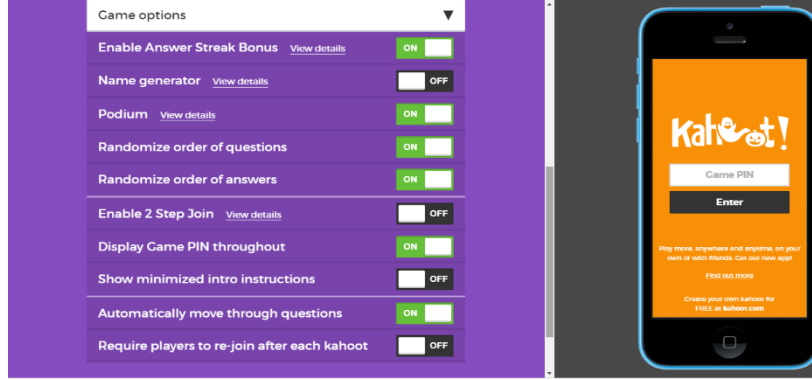 Game options
Enable Answer Streak Bonus View details ON
Name generator View details OFF
Podium View details ON
Randomize order of questions ON
Randomize order of answers ON
Enable 2 Step Join View details OFF
Display Game PIN throughout ON
Show minimized intro instructions OFF
Automatically move through questions ON
Require players to re-join after each kahoot OFF
Kahoot!
Game PIN
Enter
Play more, anywhere and anytime, on your
own or with friends. Get our new app!
Find out more
Create your own kahoot for
FREE at kahoot.com